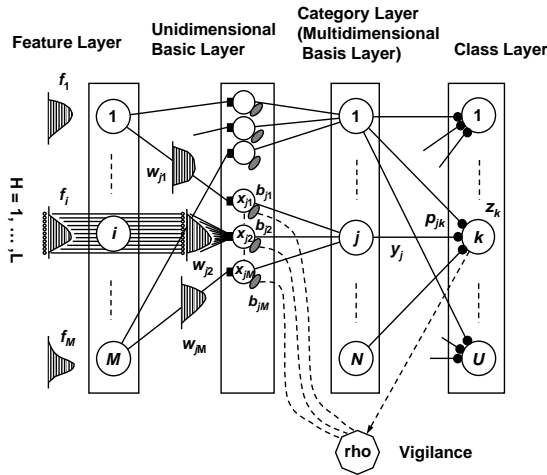 Feature Layer
Unidimensional
Basic Layer
Category Layer
(Multidimensional
Basis Layer)
Class Layer
f1
1
wj1
fi
H = 1, ... L
i
wj2
wjM
fM
M
xj1
bj1
xj2
bj2
xjM
bjM
1
j
yj
N
1
pjk
zk
k
U
rho
Vigilance